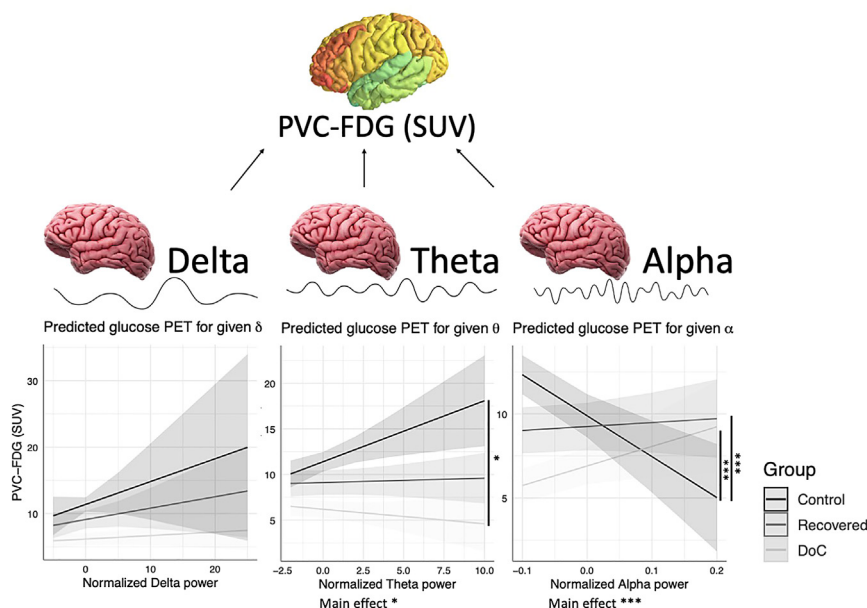 PVC-FDG (SUV)
Delta
Theta
Alpha
Predicted glucose PET for given δ
Predicted glucose PET for given θ
Predicted glucose PET for given α
PVC-FDG (SUV)
30
20
10
0
10
20
Normalized Delta power
20
15
10
5
-2.5
0.0
2.5
5.0
7.5
10.0
Normalized Theta power
Main effect *
*
10
5
-0.1
0.0
0.1
0.2
Normalized Alpha power
Main effect ***
***
***
Group
Control
Recovered
DoC